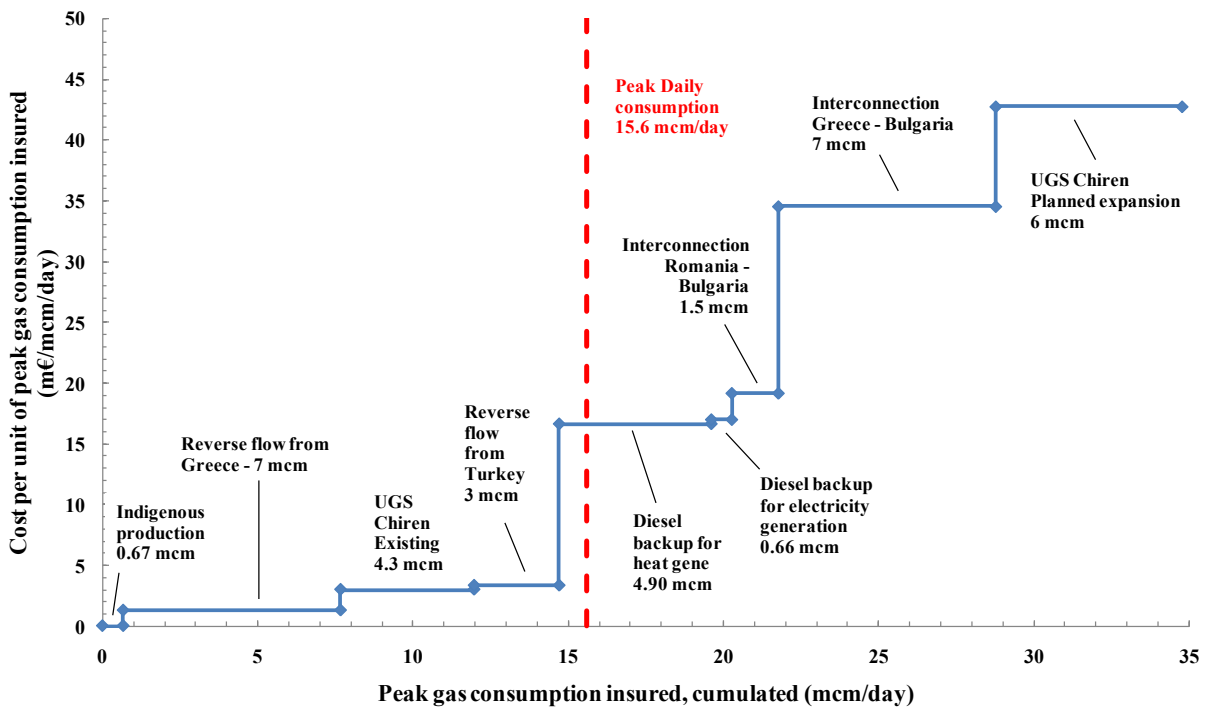 50
45
40
35
30
25
20
15
10
5
0
Cost per unit of peak gas consumption insured
(m€/mcm/day)
Indigenous
production
0.67 mcm
Reverse flow from
Greece - 7 mcm
UGS
Chiren
Existing
4.3 mcm
Reverse
flow
from
Turkey
3 mcm
Peak Daily
consumption
15.6 mcm/day
Diesel
backup for
heat gene
4.90 mcm
Interconnection
Romania -
Bulgaria
1.5 mcm
Diesel backup
for electricity
generation
0.66 mcm
Interconnection
Greece - Bulgaria
7 mcm
UGS Chiren
Planned expansion
6 mcm
0 5 10 15 20 25 30 35
Peak gas consumption insured, cumulated (mcm/day)